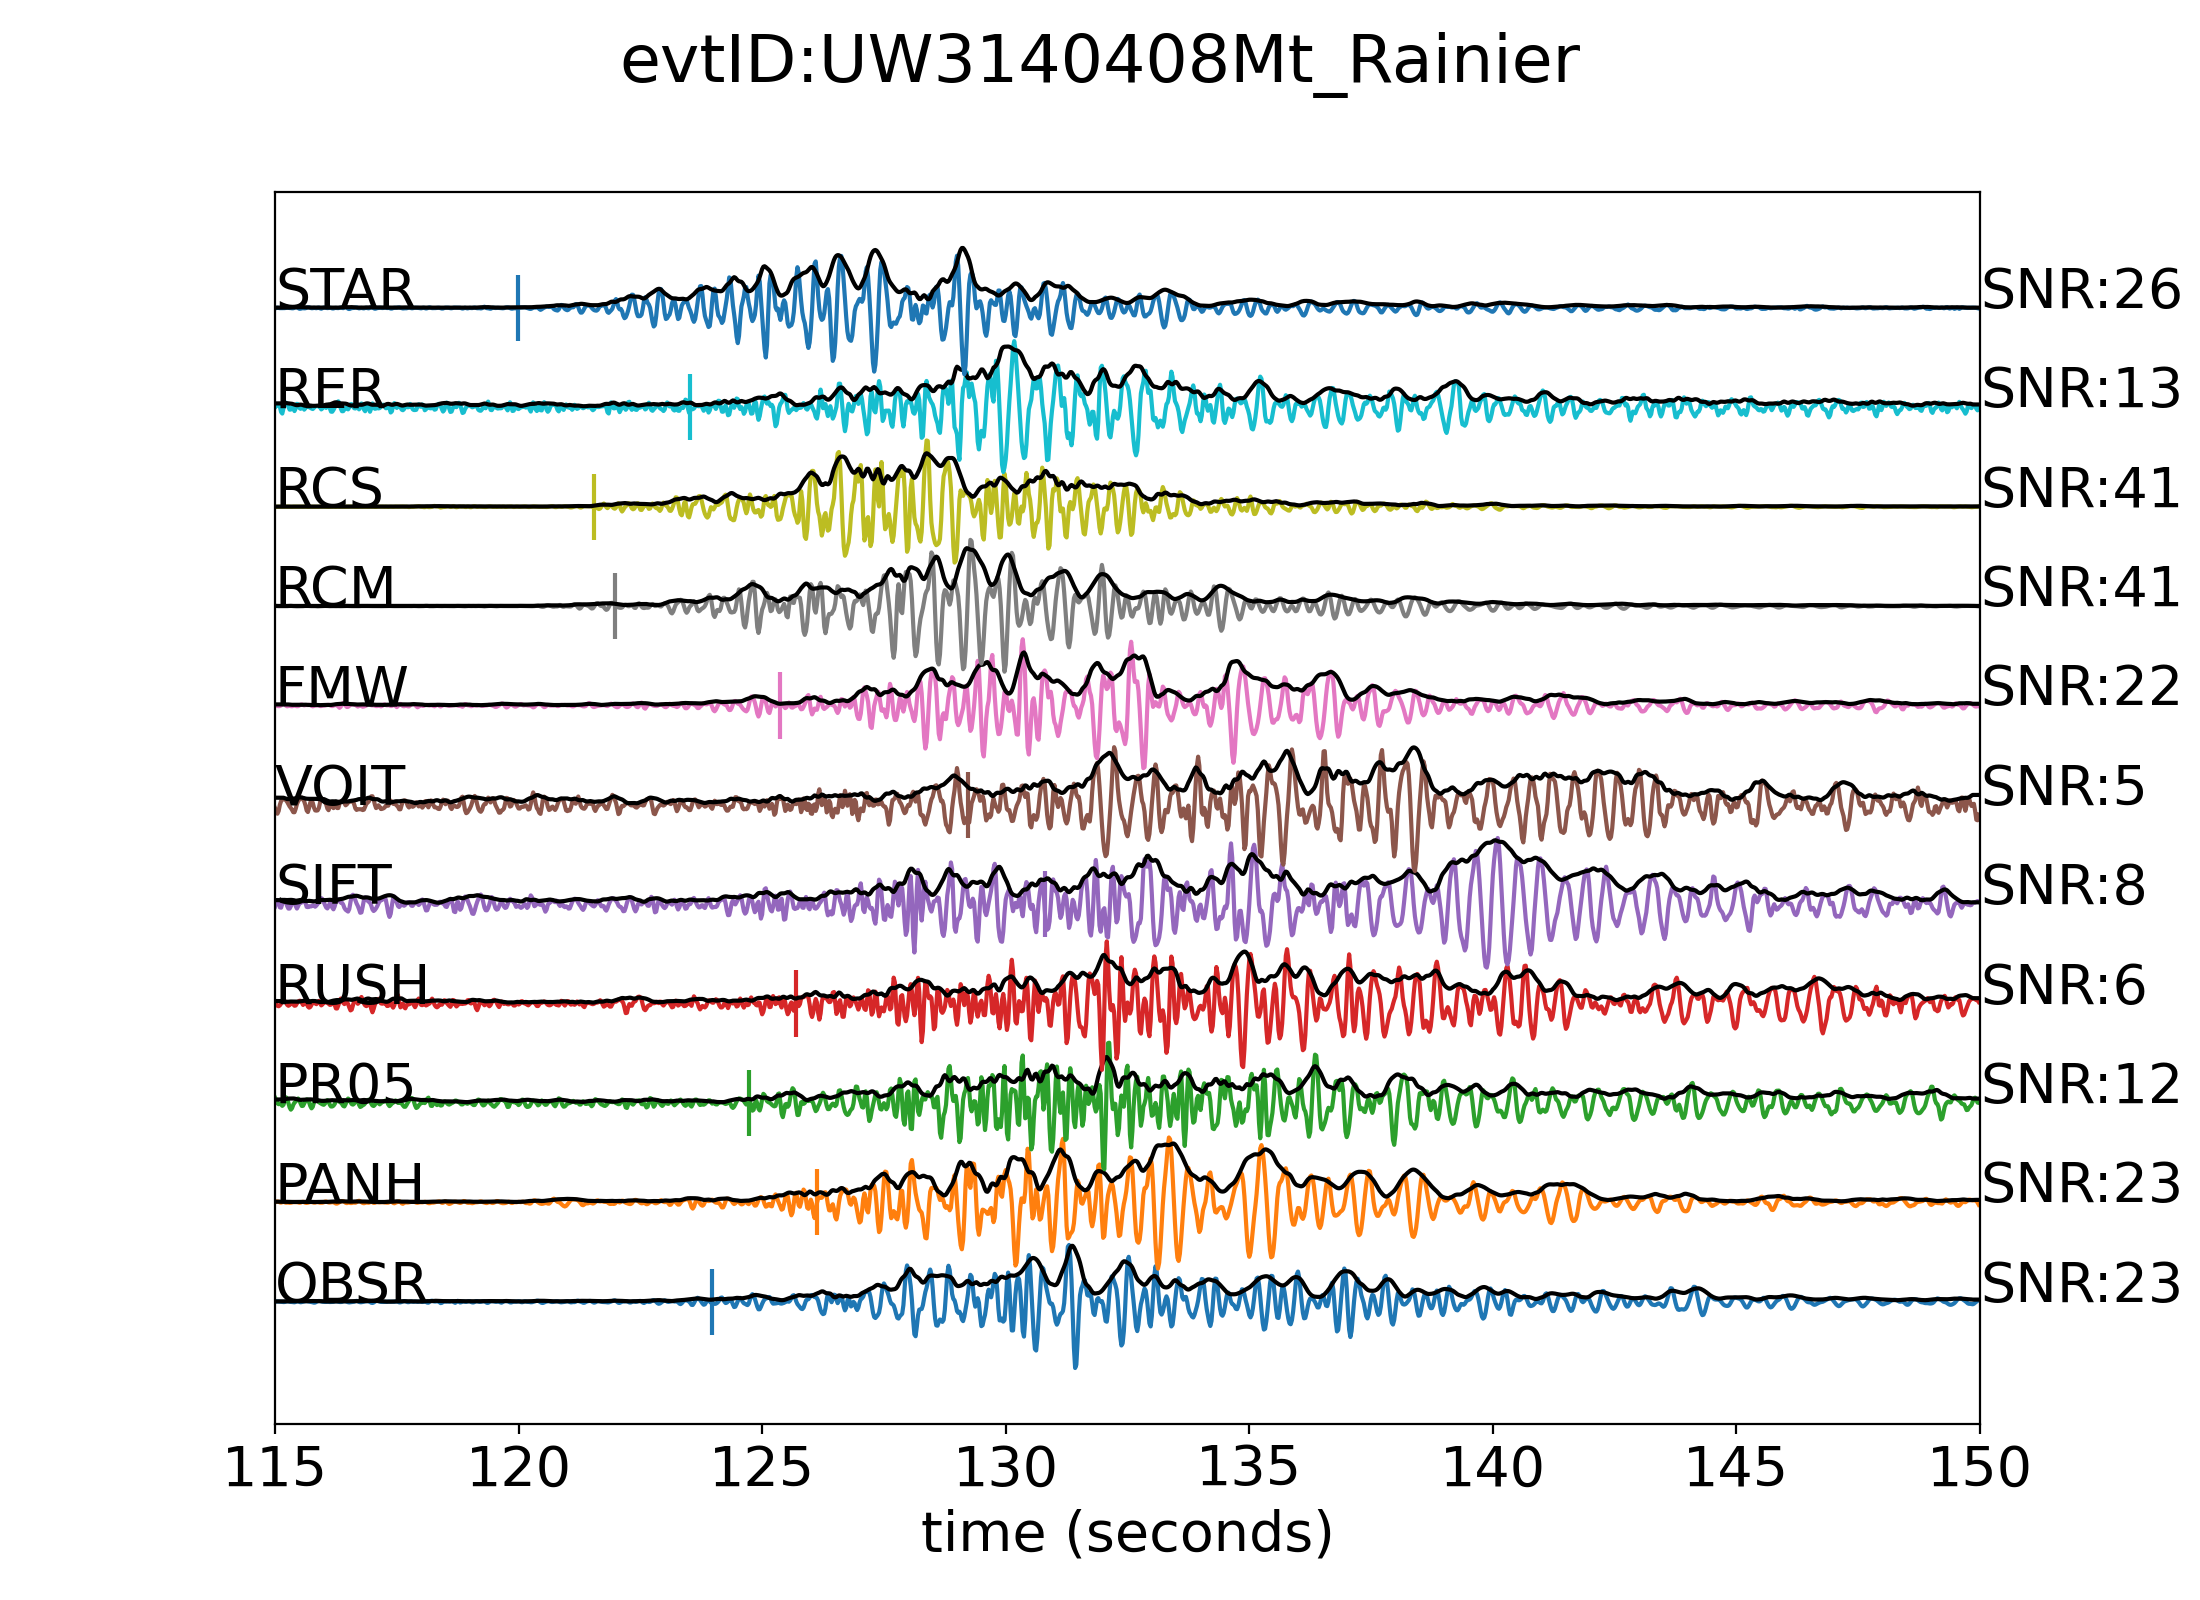 evtID:UW3140408Mt_Rainier
STAR SNR:26
RER SNR:13
RCS SNR:41
RCM SNR:41
FMW SNR:22
VOIT SNR:5
SIFT SNR:8
RUSH SNR:6
PR05 SNR:12
PANH SNR:23
OBSR SNR:23
115 120 125 130 135 140 145 150
time (seconds)